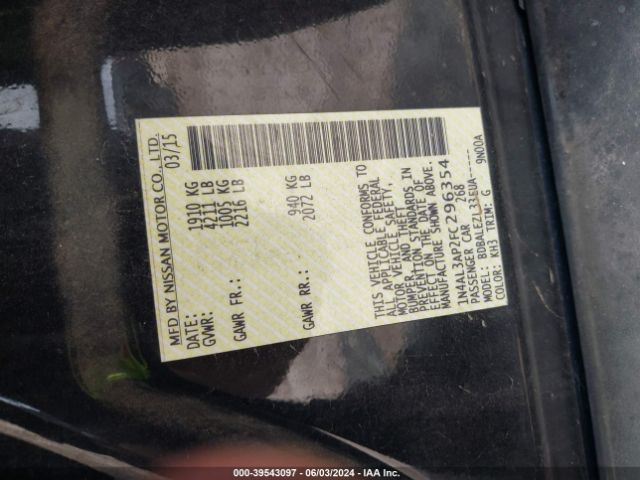 MFD BY NISSAN MOTOR CO., LTD.
DATE: 03/15
GVWR: 1910 KG
4211 LB
GAWR FR.: 1005 KG
2216 LB
GAWR RR.: 940 KG
2072 LB
THIS VEHICLE CONFORMS TO
ALL APPLICABLE FEDERAL
MOTOR VEHICLE SAFETY,
BUMPER, AND THEFT
PREVENTION STANDARDS IN
EFFECT ON THE DATE OF
MANUFACTURE SHOWN ABOVE.
1N4AL3AP2FC296354
PASSENGER CAR 268
MODEL: BDBALEZL33EUA-----
COLOR: KH3 TRIM: G 9N00A
000-39543097 - 06/03/2024 - IAA Inc.